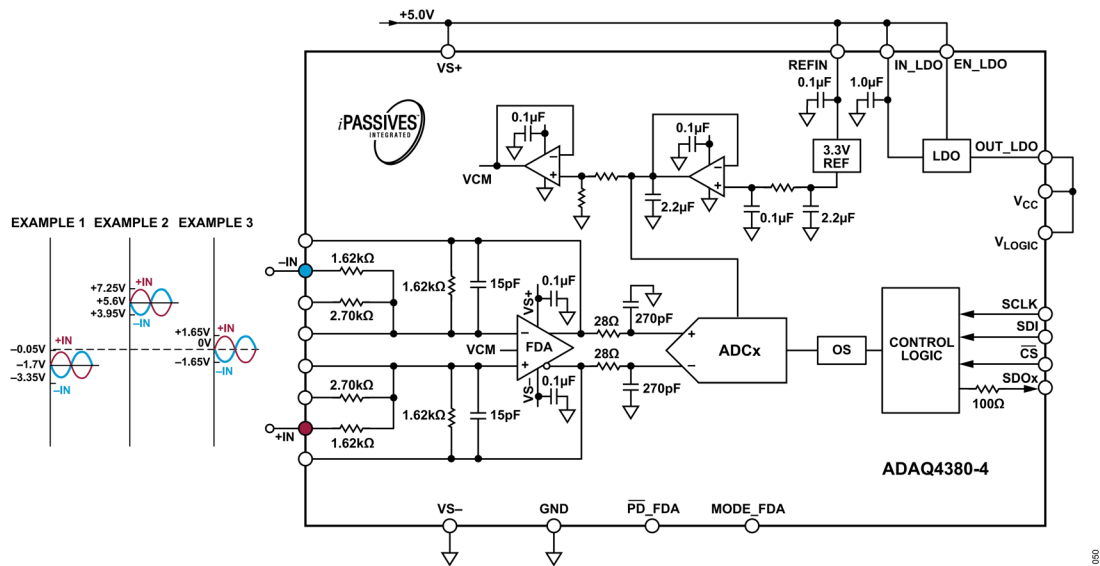 +5.0V
VS+
REFIN
IN_LDO
EN_LDO
0.1µF
1.0µF
iPASSIVES™
INTEGRATED
0.1µF
0.1µF
3.3V
REF
LDO
OUT_LDO
VCM
2.2µF
0.1µF
2.2µF
VCC
VLOGIC
EXAMPLE 1
EXAMPLE 2
EXAMPLE 3
+7.25V
+5.6V
+3.95V
+IN
–IN
+1.65V
0V
–1.65V
+IN
–IN
–0.05V
–1.7V
–3.35V
+IN
–IN
–IN
1.62kΩ
2.70kΩ
1.62kΩ
15pF
VS+
0.1µF
FDA
VCM
VS–
0.1µF
28Ω
28Ω
270pF
270pF
ADCx
OS
CONTROL
LOGIC
SCLK
SDI
CS
SDOx
100Ω
2.70kΩ
1.62kΩ
1.62kΩ
15pF
+IN
ADAQ4380-4
VS–
GND
PD_FDA
MODE_FDA
050